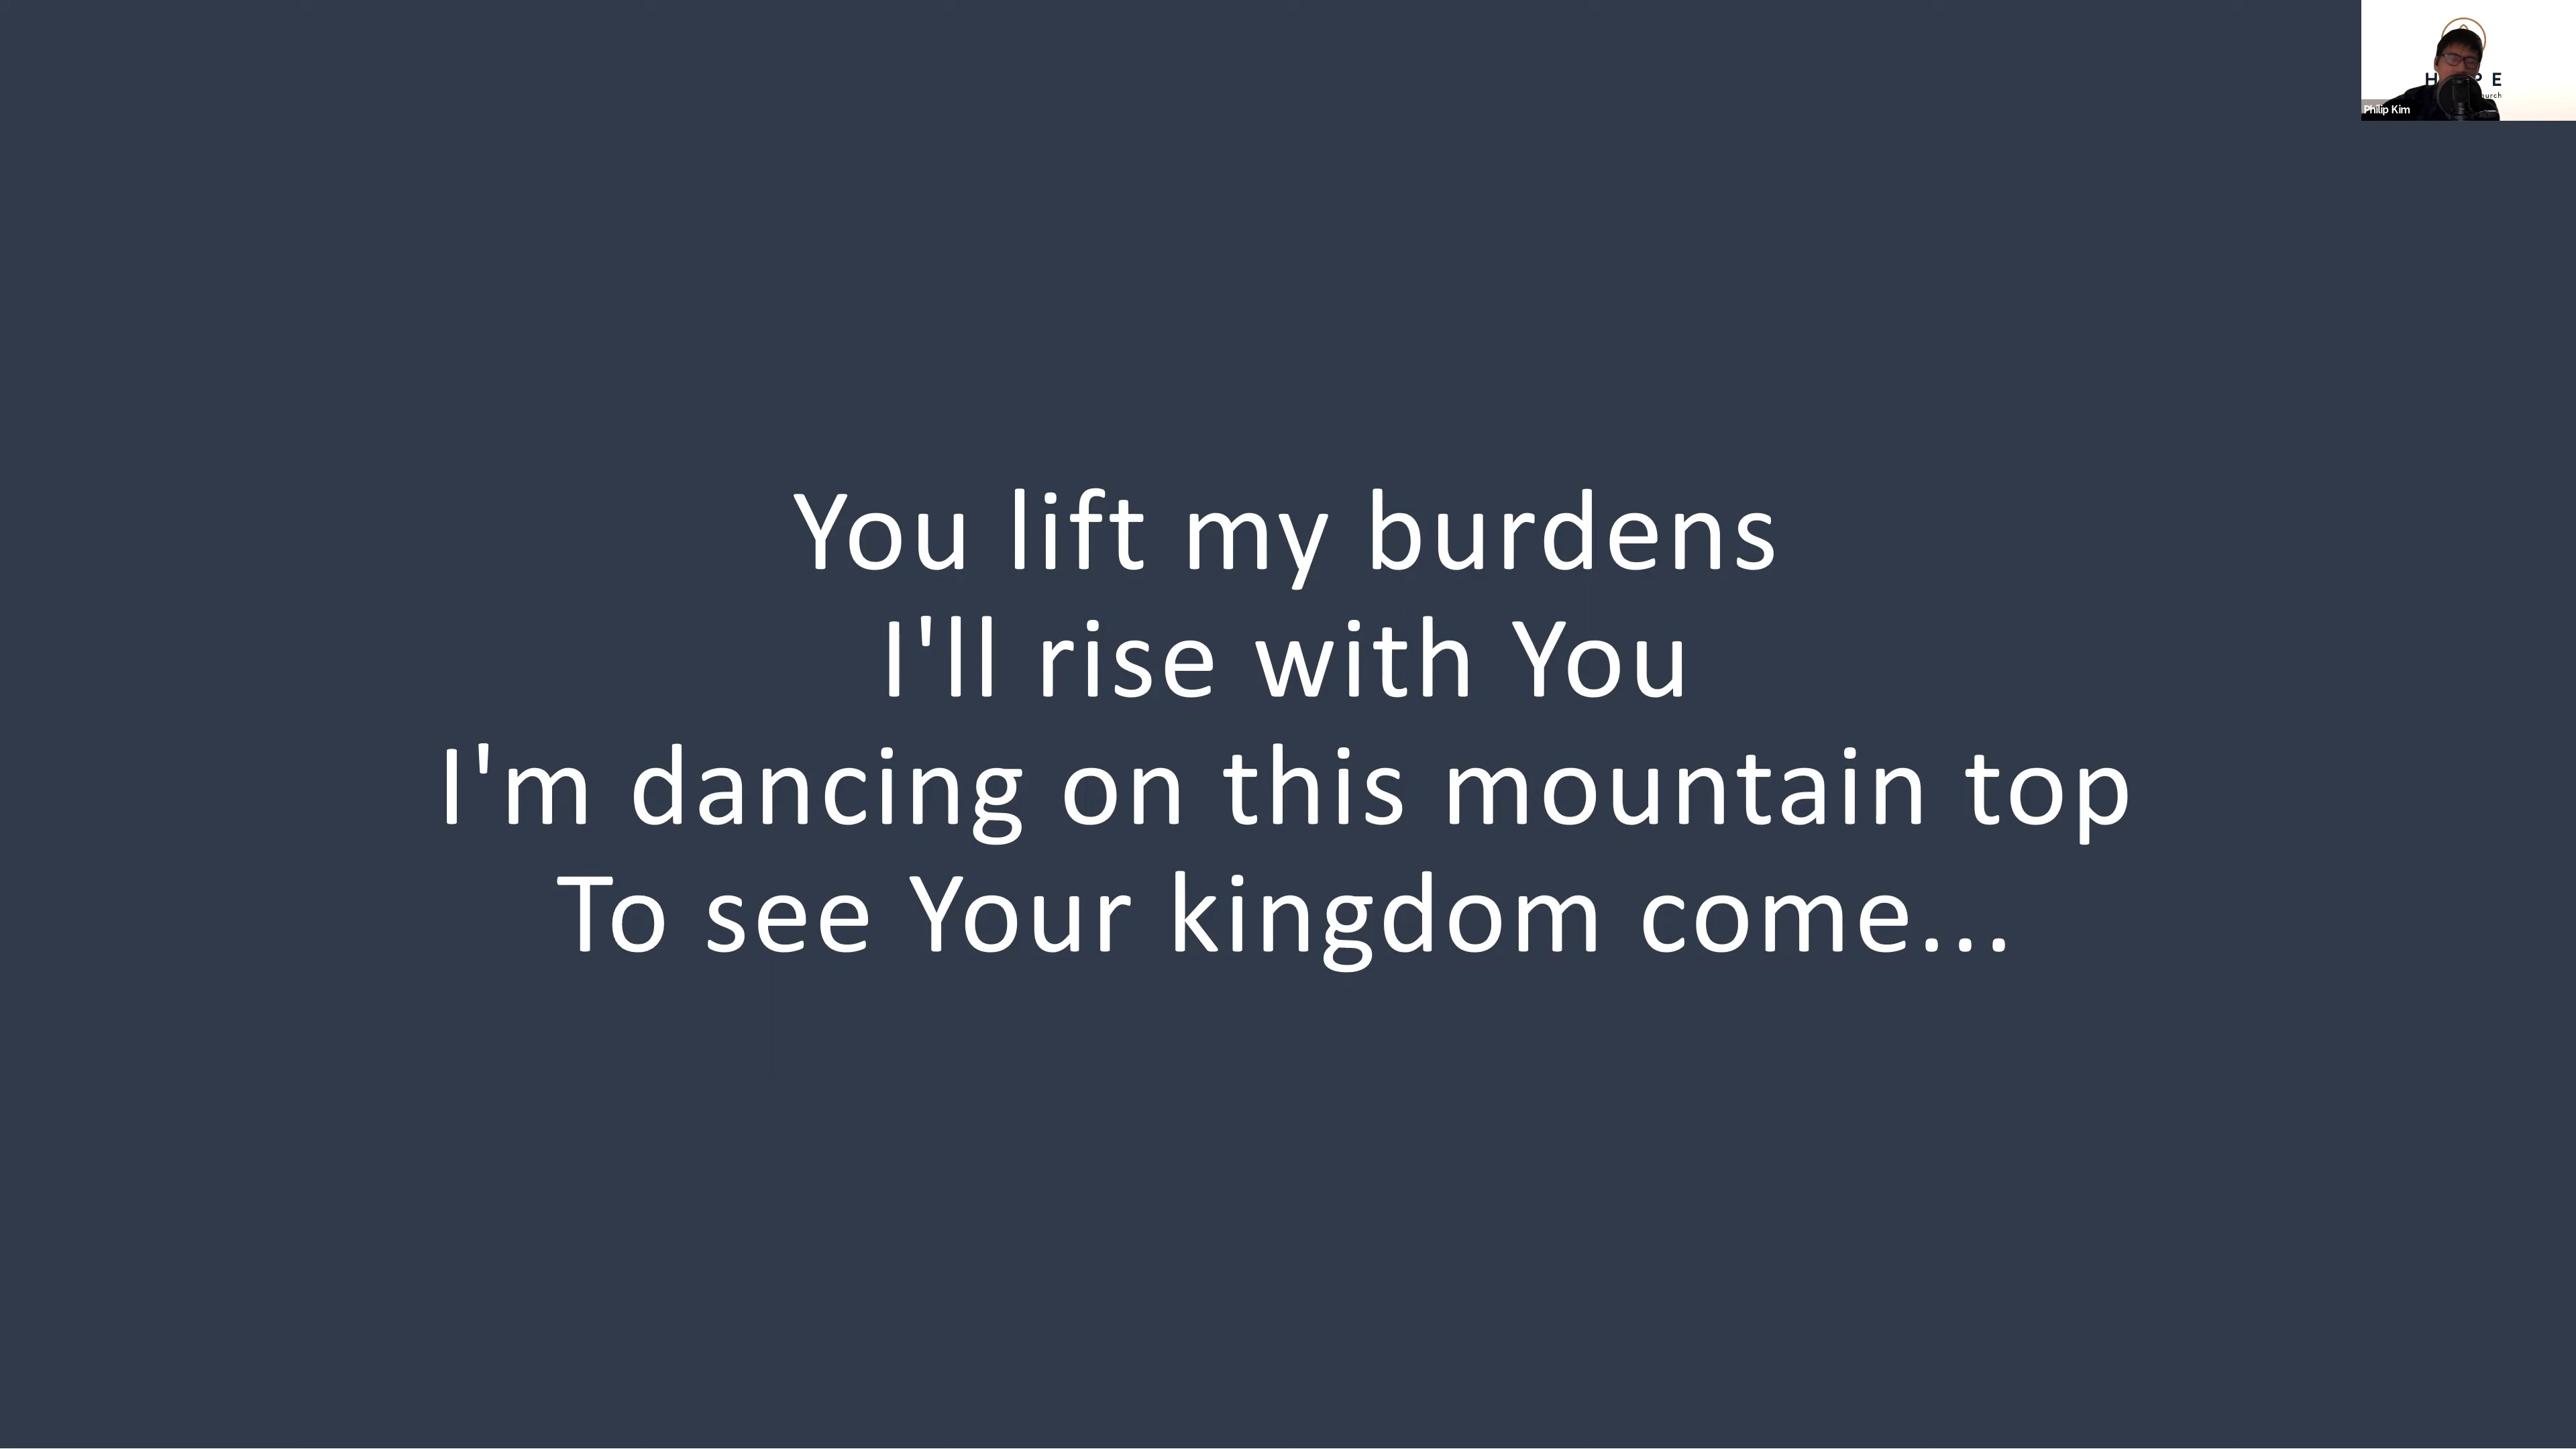 You lift my burdens
I'll rise with You
I'm dancing on this mountain top
To see Your kingdom come...
Philip Kim